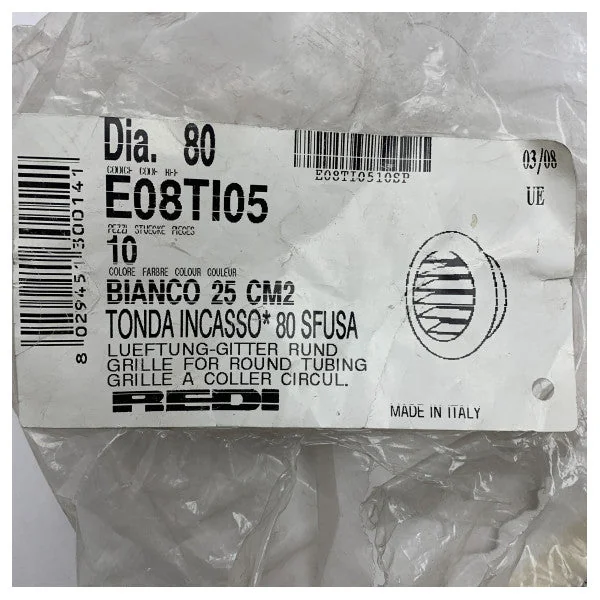 Dia. 80
E08TI0510SP
03/08
UE
CODICE CODE REF
E08TI05
PEZZI STUECKE PIECES
10
COLORE FARBRE COLOUR COULEUR
BIANCO 25 CM2
TONDA INCASSO* 80 SFUSA
LUEFTUNG-GITTER RUND
GRILLE FOR ROUND TUBING
GRILLE A COLLER CIRCUL.
REDI
MADE IN ITALY
8 029451 300141